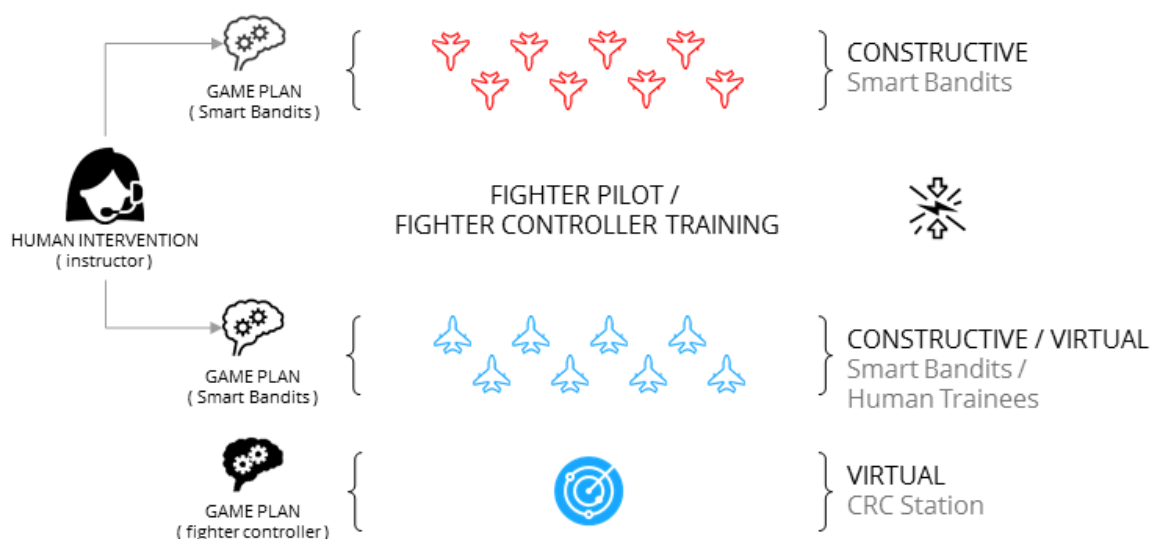 GAME PLAN
( Smart Bandits )
CONSTRUCTIVE
Smart Bandits
HUMAN INTERVENTION
( instructor )
FIGHTER PILOT /
FIGHTER CONTROLLER TRAINING
GAME PLAN
( Smart Bandits )
CONSTRUCTIVE / VIRTUAL
Smart Bandits /
Human Trainees
GAME PLAN
( fighter controller )
VIRTUAL
CRC Station